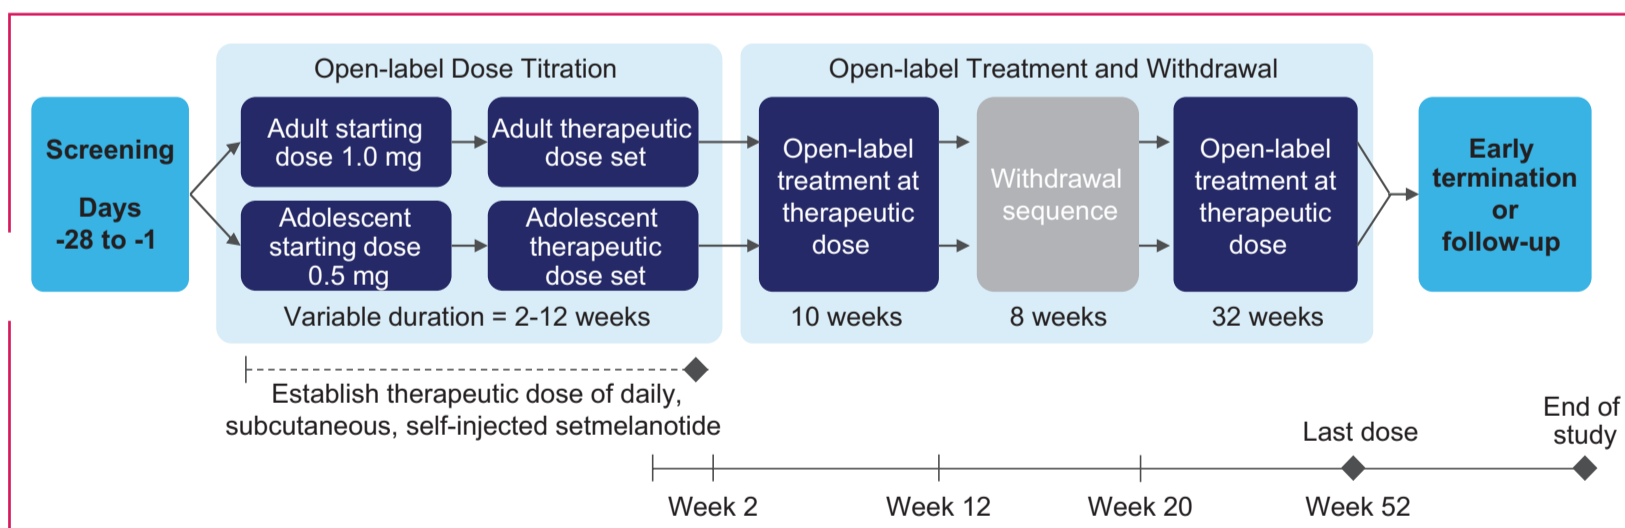 Open-label Dose Titration
Open-label Treatment and Withdrawal
Screening
Days
-28 to -1
Adult starting
dose 1.0 mg
Adult therapeutic
dose set
Adolescent
starting dose
0.5 mg
Adolescent
therapeutic
dose set
Variable duration = 2-12 weeks
Open-label
treatment at
therapeutic
dose
10 weeks
Withdrawal
sequence
8 weeks
Open-label
treatment at
therapeutic
dose
32 weeks
Early
termination
or
follow-up
Establish therapeutic dose of daily,
subcutaneous, self-injected setmelanotide
Last dose
End of
study
Week 2
Week 12
Week 20
Week 52